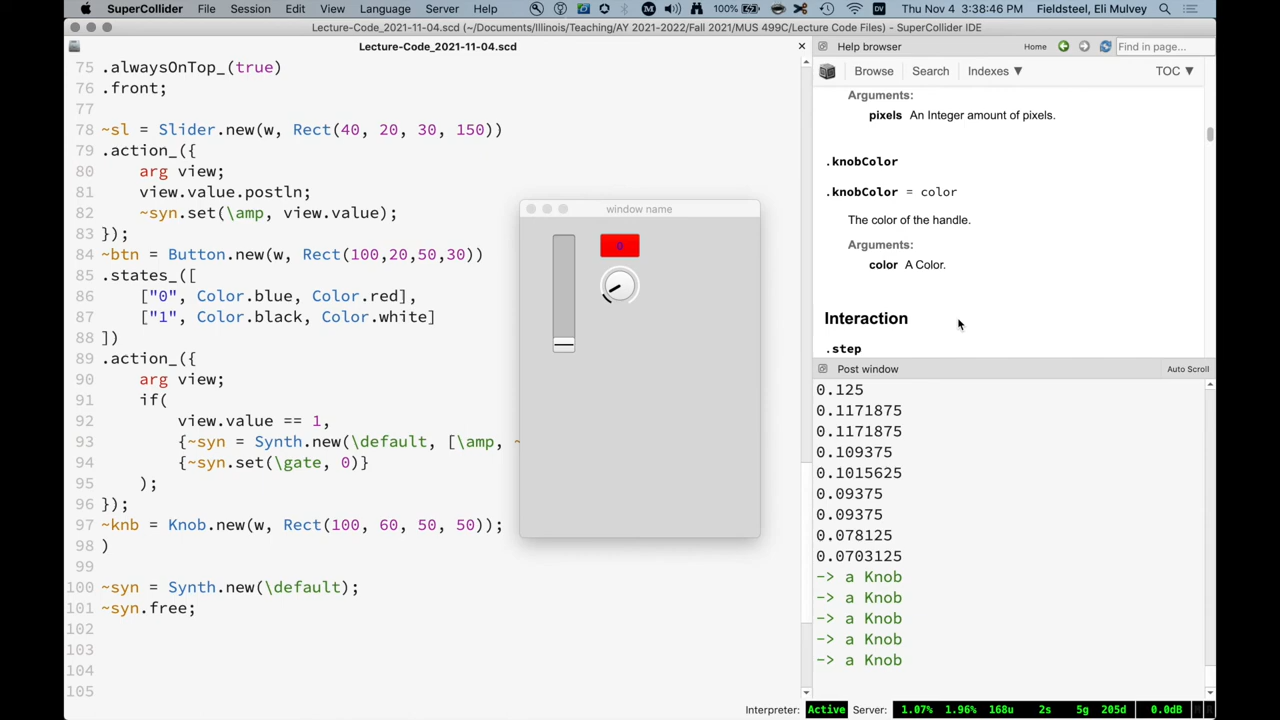 SuperCollider File Session Edit View Language Server Help 100% DV Thu Nov 4 3:38:46 PM Fieldsteel, Eli Mulvey
Lecture-Code_2021-11-04.scd (~/Documents/Illinois/Teaching/AY 2021-2022/Fall 2021/MUS 499C/Lecture Code Files) - SuperCollider IDE
Lecture-Code_2021-11-04.scd
75 .alwaysOnTop_(true)
76 .front;
77
78 ~sl = Slider.new(w, Rect(40, 20, 30, 150))
79 .action_({
80 arg view;
81 view.value.postln;
82 ~syn.set(\amp, view.value);
83 });
84 ~btn = Button.new(w, Rect(100,20,50,30))
85 .states_([
86 ["0", Color.blue, Color.red],
87 ["1", Color.black, Color.white]
88 ])
89 .action_({
90 arg view;
91 if(
92 view.value == 1,
93 {~syn = Synth.new(\default, [\amp, ~
94 {~syn.set(\gate, 0)}
95 );
96 });
97 ~knb = Knob.new(w, Rect(100, 60, 50, 50));
98 )
99
100 ~syn = Synth.new(\default);
101 ~syn.free;
102
103
104
105
window name
0
Help browser Home Find in page...
Browse Search Indexes ▼ TOC ▼
Arguments:
pixels An Integer amount of pixels.
.knobColor
.knobColor = color
The color of the handle.
Arguments:
color A Color.
Interaction
.step
Post window Auto Scroll
0.125
0.1171875
0.1171875
0.109375
0.1015625
0.09375
0.09375
0.078125
0.0703125
-> a Knob
-> a Knob
-> a Knob
-> a Knob
-> a Knob
Interpreter: Active Server: 1.07% 1.96% 168u 2s 5g 205d 0.0dB M R